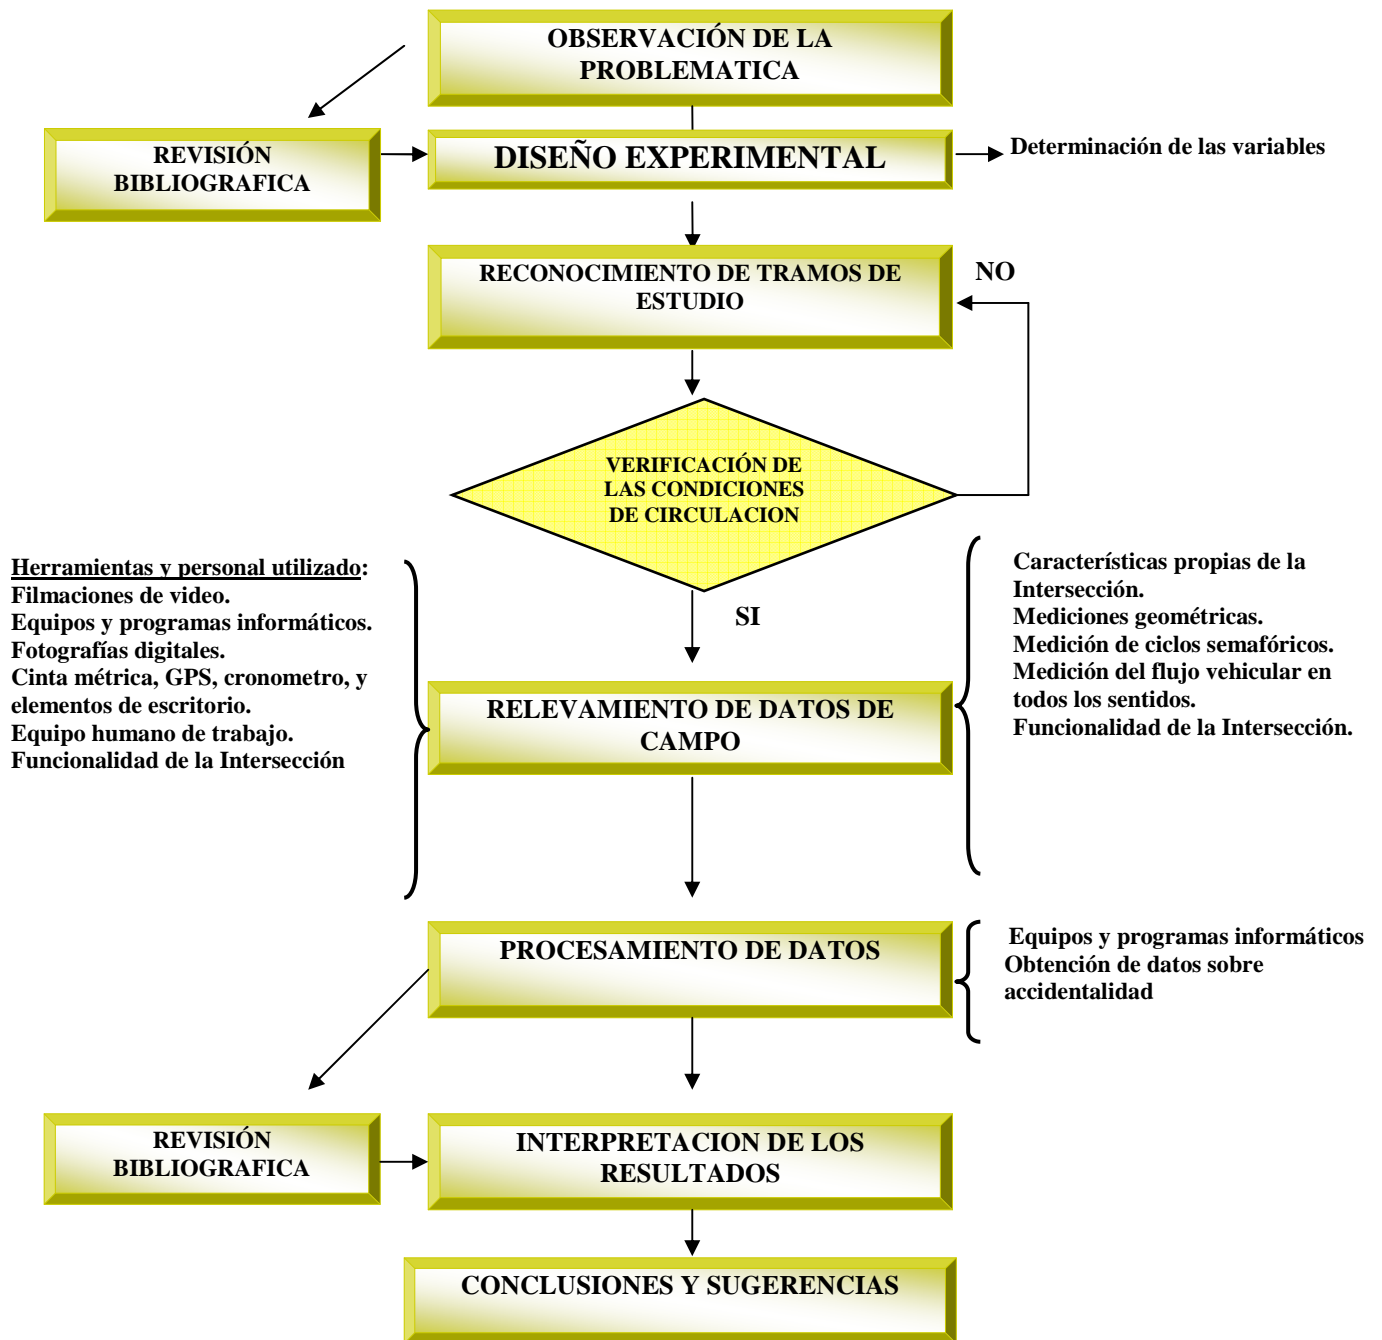 OBSERVACIÓN DE LA
PROBLEMATICA
REVISIÓN
BIBLIOGRAFICA
DISEÑO EXPERIMENTAL
Determinación de las variables
RECONOCIMIENTO DE TRAMOS DE
ESTUDIO
NO
VERIFICACIÓN DE
LAS CONDICIONES
DE CIRCULACION
SI
Herramientas y personal utilizado:
Filmaciones de video.
Equipos y programas informáticos.
Fotografías digitales.
Cinta métrica, GPS, cronometro, y
elementos de escritorio.
Equipo humano de trabajo.
Funcionalidad de la Intersección
RELEVAMIENTO DE DATOS DE
CAMPO
Características propias de la
Intersección.
Mediciones geométricas.
Medición de ciclos semafóricos.
Medición del flujo vehicular en
todos los sentidos.
Funcionalidad de la Intersección.
PROCESAMIENTO DE DATOS
Equipos y programas informáticos
Obtención de datos sobre
accidentalidad
REVISIÓN
BIBLIOGRAFICA
INTERPRETACION DE LOS
RESULTADOS
CONCLUSIONES Y SUGERENCIAS